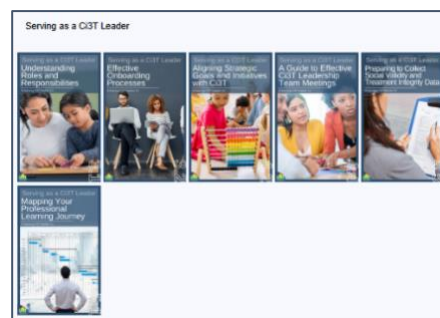 Serving as a Ci3T Leader
Serving as a Ci3T Leader
Understanding
Roles and
Responsibilities
Serving as a Ci3T Leader
Effective
Onboarding
Processes
Serving as a Ci3T Leader
Aligning Strategic
Goals and Initiatives
with Ci3T
Serving as a Ci3T Leader
A Guide to Effective
Ci3T Leadership
Team Meetings
Serving as a Ci3T Leader
Preparing to Collect
Social Validity and
Treatment Integrity Data
Serving as a Ci3T Leader
Mapping Your
Professional
Learning Journey